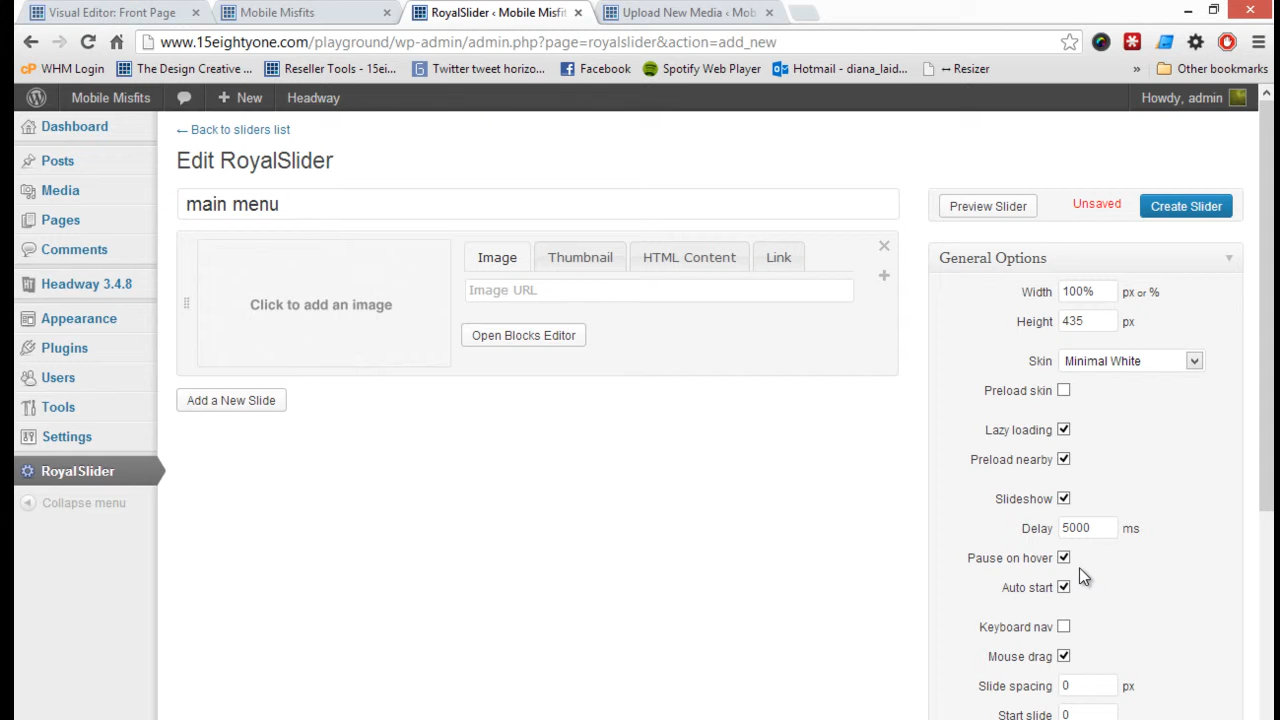 Visual Editor: Front Page
Mobile Misfits
RoyalSlider ‹ Mobile Misfit
Upload New Media ‹ Mob
www.15eightyone.com/playground/wp-admin/admin.php?page=royalslider&action=add_new
WHM Login
The Design Creative ...
Reseller Tools - 15ei...
Twitter tweet horizo...
Facebook
Spotify Web Player
Hotmail - diana_laid...
↔ Resizer
»
Other bookmarks
Mobile Misfits
+ New
Headway
Howdy, admin
Dashboard
Posts
Media
Pages
Comments
Headway 3.4.8
Appearance
Plugins
Users
Tools
Settings
RoyalSlider
Collapse menu
← Back to sliders list
Edit RoyalSlider
main menu
Click to add an image
Image
Thumbnail
HTML Content
Link
Image URL
Open Blocks Editor
Add a New Slide
Preview Slider
Unsaved
Create Slider
General Options
Width 100% px or %
Height 435 px
Skin Minimal White
Preload skin
Lazy loading
Preload nearby
Slideshow
Delay 5000 ms
Pause on hover
Auto start
Keyboard nav
Mouse drag
Slide spacing 0 px
Start slide 0